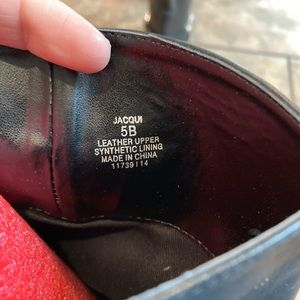 JACQUI
5B
LEATHER UPPER
SYNTHETIC LINING
MADE IN CHINA
11739114